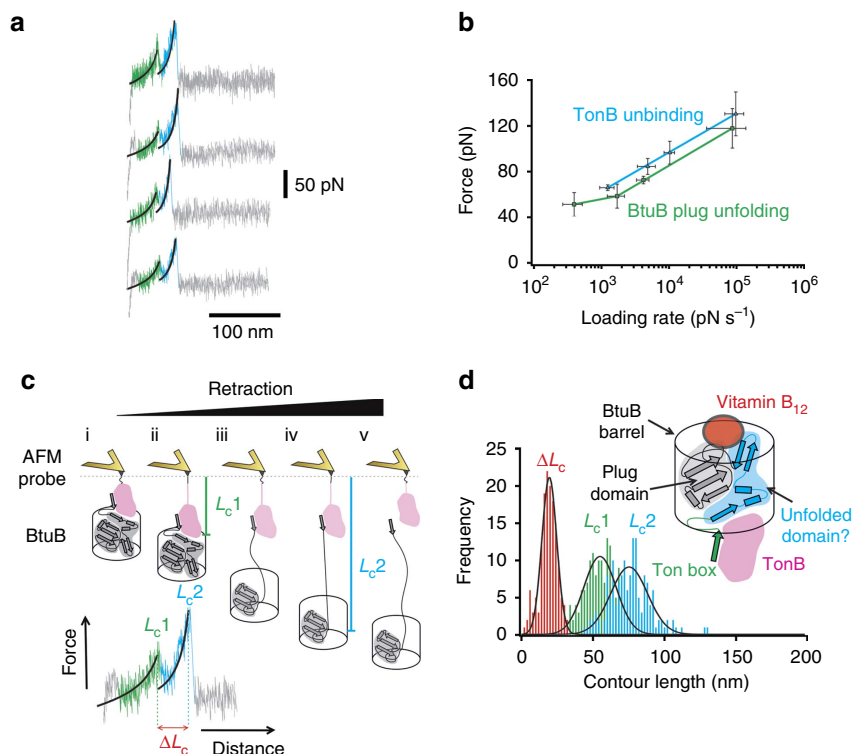 a
50 pN
100 nm
b
Force (pN)
160
120
80
40
0
TonB unbinding
BtuB plug unfolding
10² 10³ 10⁴ 10⁵ 10⁶
Loading rate (pN s⁻¹)
c
Retraction
i ii iii iv v
AFM
probe
BtuB
Lc1
Lc2
Force
Lc1
Lc2
ΔLc
Distance
d
Vitamin B₁₂
BtuB
barrel
Plug
domain
Unfolded
domain?
Ton box
TonB
Frequency
25
20
15
10
5
0
ΔLc
Lc1
Lc2
0 50 100 150 200
Contour length (nm)